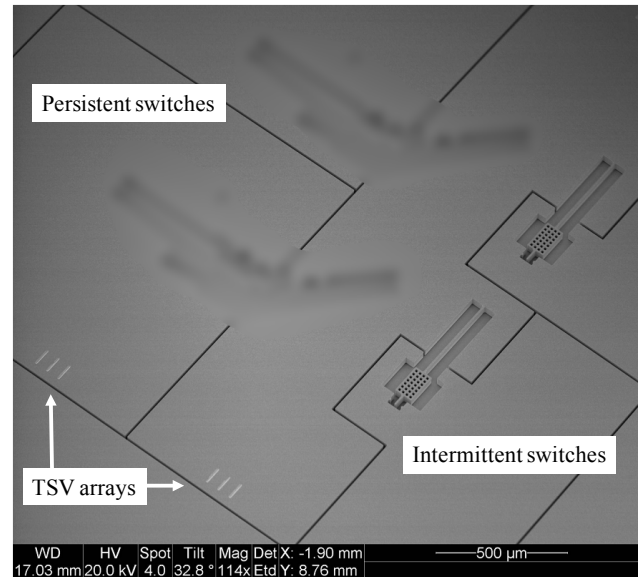 Persistent switches
Intermittent switches
TSV arrays
WD HV Spot Tilt Mag Det X: -1.90 mm 500 µm
17.03 mm 20.0 kV 4.0 32.8 ° 114x Etd Y: 8.76 mm